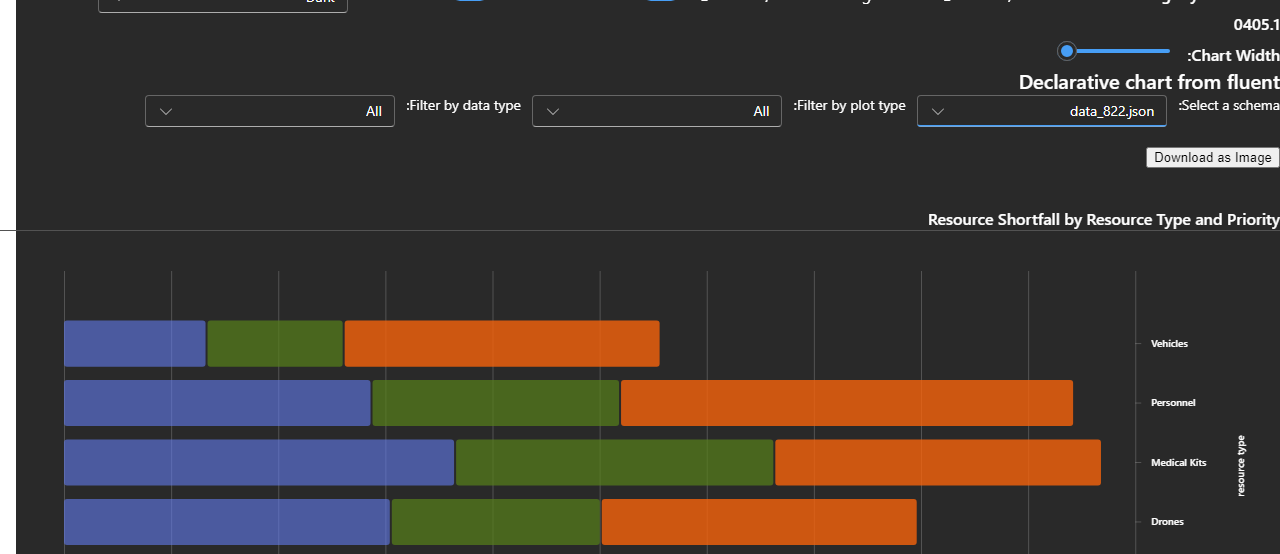 0405.1
:Chart Width
Declarative chart from fluent
:Select a schema
data_822.json
:Filter by plot type
All
:Filter by data type
All
Download as Image
Resource Shortfall by Resource Type and Priority
Vehicles
Personnel
Medical Kits
Drones
resource type